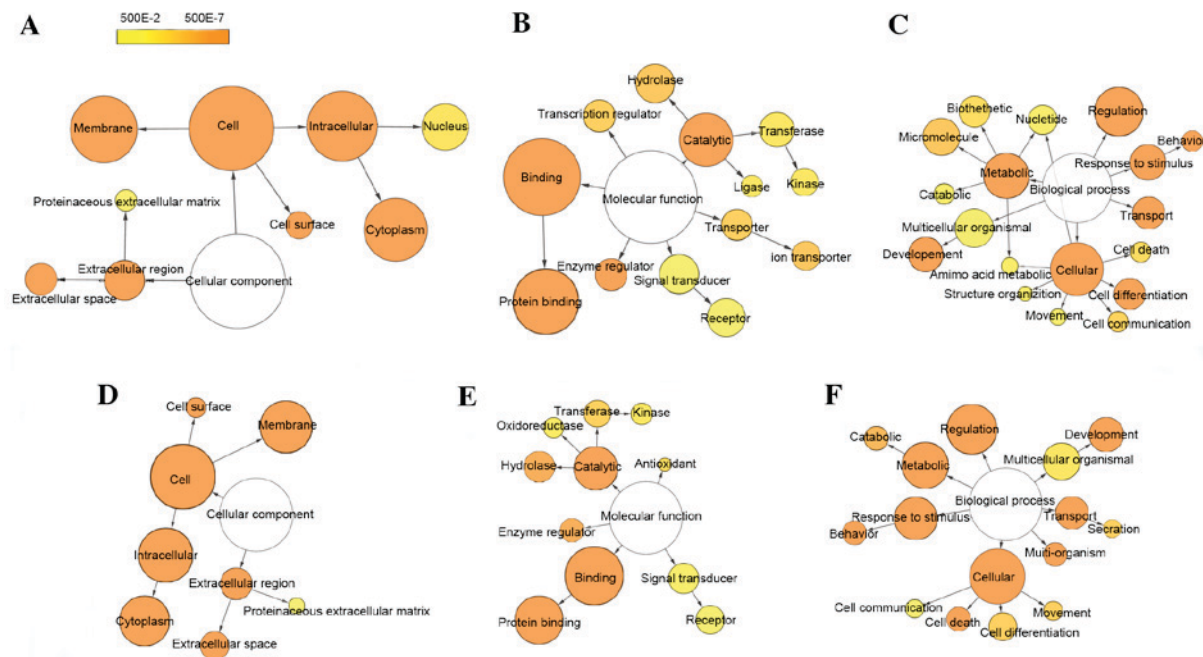 500E-2 500E-7
A
Membrane
Cell
Intracellular
Nucleus
Proteinaceous extracellular matrix
Cell surface
Cytoplasm
Extracellular region
Extracellular space
Cellular component
B
Hydrolase
Transcription regulator
Catalytic
Transferase
Binding
Ligase
Kinase
Molecular function
Transporter
Enzyme regulator
ion transporter
Signal transducer
Protein binding
Receptor
C
Biothethetic
Nucletide
Regulation
Micromolecule
Behavior
Response to stimulus
Metabolic
Biological process
Catabolic
Transport
Multicellular organismal
Cell death
Developement
Amimo acid metabolic
Cellular
Structure organizition
Cell differentiation
Movement
Cell communication
D
Cell surface
Membrane
Cell
Cellular component
Intracellular
Extracellular region
Proteinaceous extracellular matrix
Cytoplasm
Extracellular space
E
Transferase
Kinase
Oxidoreductase
Hydrolase
Catalytic
Antioxidant
Molecular function
Enzyme regulator
Binding
Signal transducer
Protein binding
Receptor
F
Regulation
Catabolic
Development
Multicellular organismal
Metabolic
Biological process
Response to stimulus
Transport
Behavior
Secration
Muiti-organism
Cellular
Cell communication
Movement
Cell death
Cell differentiation